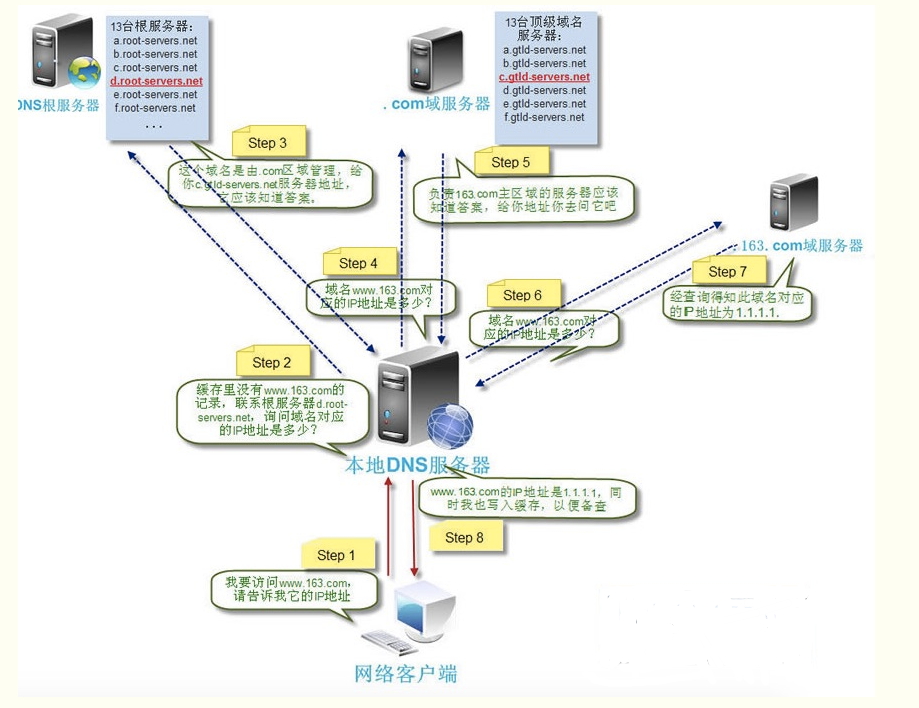 13台根服务器：
a.root-servers.net
b.root-servers.net
c.root-servers.net
d.root-servers.net
e.root-servers.net
f.root-servers.net
...
DNS根服务器
13台顶级域名
服务器：
a.gtld-servers.net
b.gtld-servers.net
c.gtld-servers.net
d.gtld-servers.net
e.gtld-servers.net
f.gtld-servers.net
.com域服务器
Step 3
这个域名是由.com区域管理，给
你c.gtld-servers.net服务器地址，
它应该知道答案。
Step 5
负责163.com主区域的服务器应该
知道答案，给你地址你去问它吧
.163.com域服务器
Step 4
域名www.163.com对
应的IP地址是多少？
Step 6
域名www.163.com对
应的IP地址是多少？
Step 7
经查询得知此域名对应
的IP地址为1.1.1.1.
Step 2
缓存里没有www.163.com的
记录，联系根服务器d.root-
servers.net，询问域名对应
的IP地址是多少？
本地DNS服务器
www.163.com的IP地址是1.1.1.1，同
时我也写入缓存，以便备查
Step 8
Step 1
我要访问www.163.com，
请告诉我它的IP地址
网络客户端